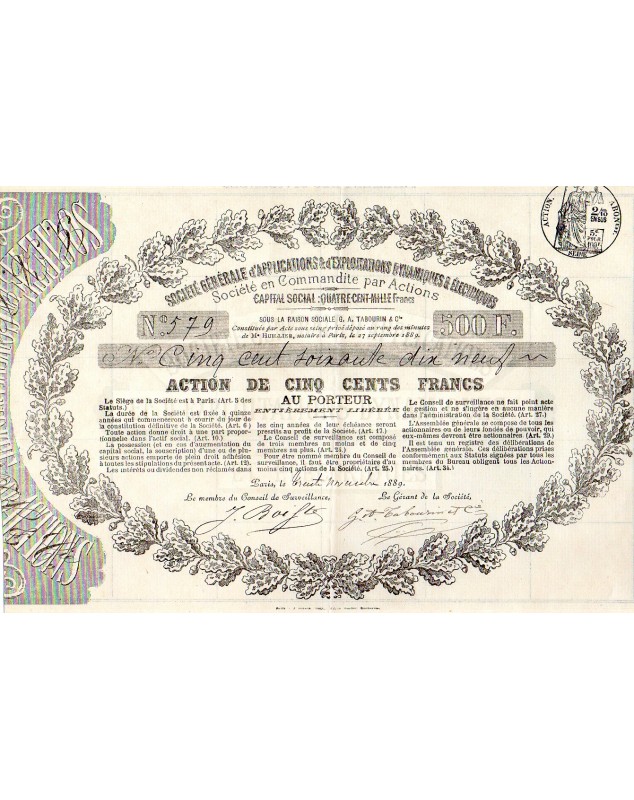 ACTION.
ABONNT.
SOCIÉTÉ GÉNÉRALE d'APPLICATIONS & d'EXPLOITATIONS DYNAMIQUES & ÉLECTRIQUES
Société en Commandite par Actions
CAPITAL SOCIAL : QUATRE CENT MILLE Francs
SOUS LA RAISON SOCIALE G. A. TABOURIN & Cie
No 579
500 F.
Constituée par Acte sous seing privé déposé au rang des minutes
de Me notaire à Paris, le 27 septembre 1889.
Cinq cent soixante dix neuf
ACTION DE CINQ CENTS FRANCS
AU PORTEUR
ENTIÈREMENT LIBÉRÉE
Le Siège de la Société est à Paris. (Art. 5 des
Statuts.)
La durée de la Société est fixée à quinze
années qui commenceront à courir du jour de
la constitution définitive de la Société. (Art. 6)
Toute action donne droit à une part propor-
tionnelle dans l'actif social. (Art. 10.)
La possession (et en cas d'augmentation du
capital social, la souscription) d'une ou de plu-
sieurs actions emporte de plein droit adhésion
à toutes les stipulations du présent acte. (Art. 12).
Les intérêts ou dividendes non réclamés dans
les cinq années de leur échéance seront
prescrits au profit de la Société. (Art. 17.)
Le Conseil de surveillance est composé
de trois membres au moins et de cinq
membres au plus. (Art. 23.)
Pour être nommé membre du Conseil de
surveillance, il faut être propriétaire d'au
moins cinq actions de la Société. (Art. 25.)
Le Conseil de surveillance ne fait point acte
de gestion et ne s'ingère en aucune manière
dans l'administration de la Société. (Art. 27.)
L'Assemblée générale se compose de tous les
actionnaires ou de leurs fondés de pouvoir, qui
eux-mêmes devront être actionnaires (Art. 29.)
Il est tenu un registre des délibérations de
l'Assemblée générale. Ces délibérations prises
conformément aux Statuts signées par tous les
membres du Bureau obligent tous les Action-
naires. (Art. 34.)
Paris, le trente Novembre 1889.
Le membre du Conseil de Surveillance,
Le Gérant de la Société,
G. A. Tabourin et Cie